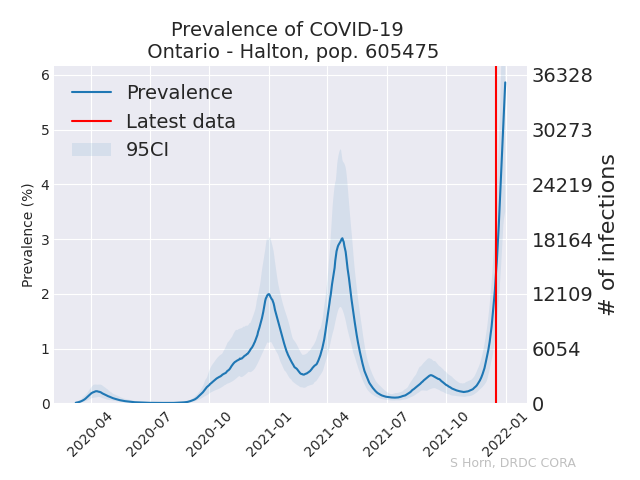 Prevalence of COVID-19
Ontario - Halton, pop. 605475
Prevalence
Latest data
95CI
Prevalence (%)
6
5
4
3
2
1
0
36328
30273
24219
18164
12109
6054
0
# of infections
2020-04
2020-07
2020-10
2021-01
2021-04
2021-07
2021-10
2022-01
S Horn, DRDC CORA